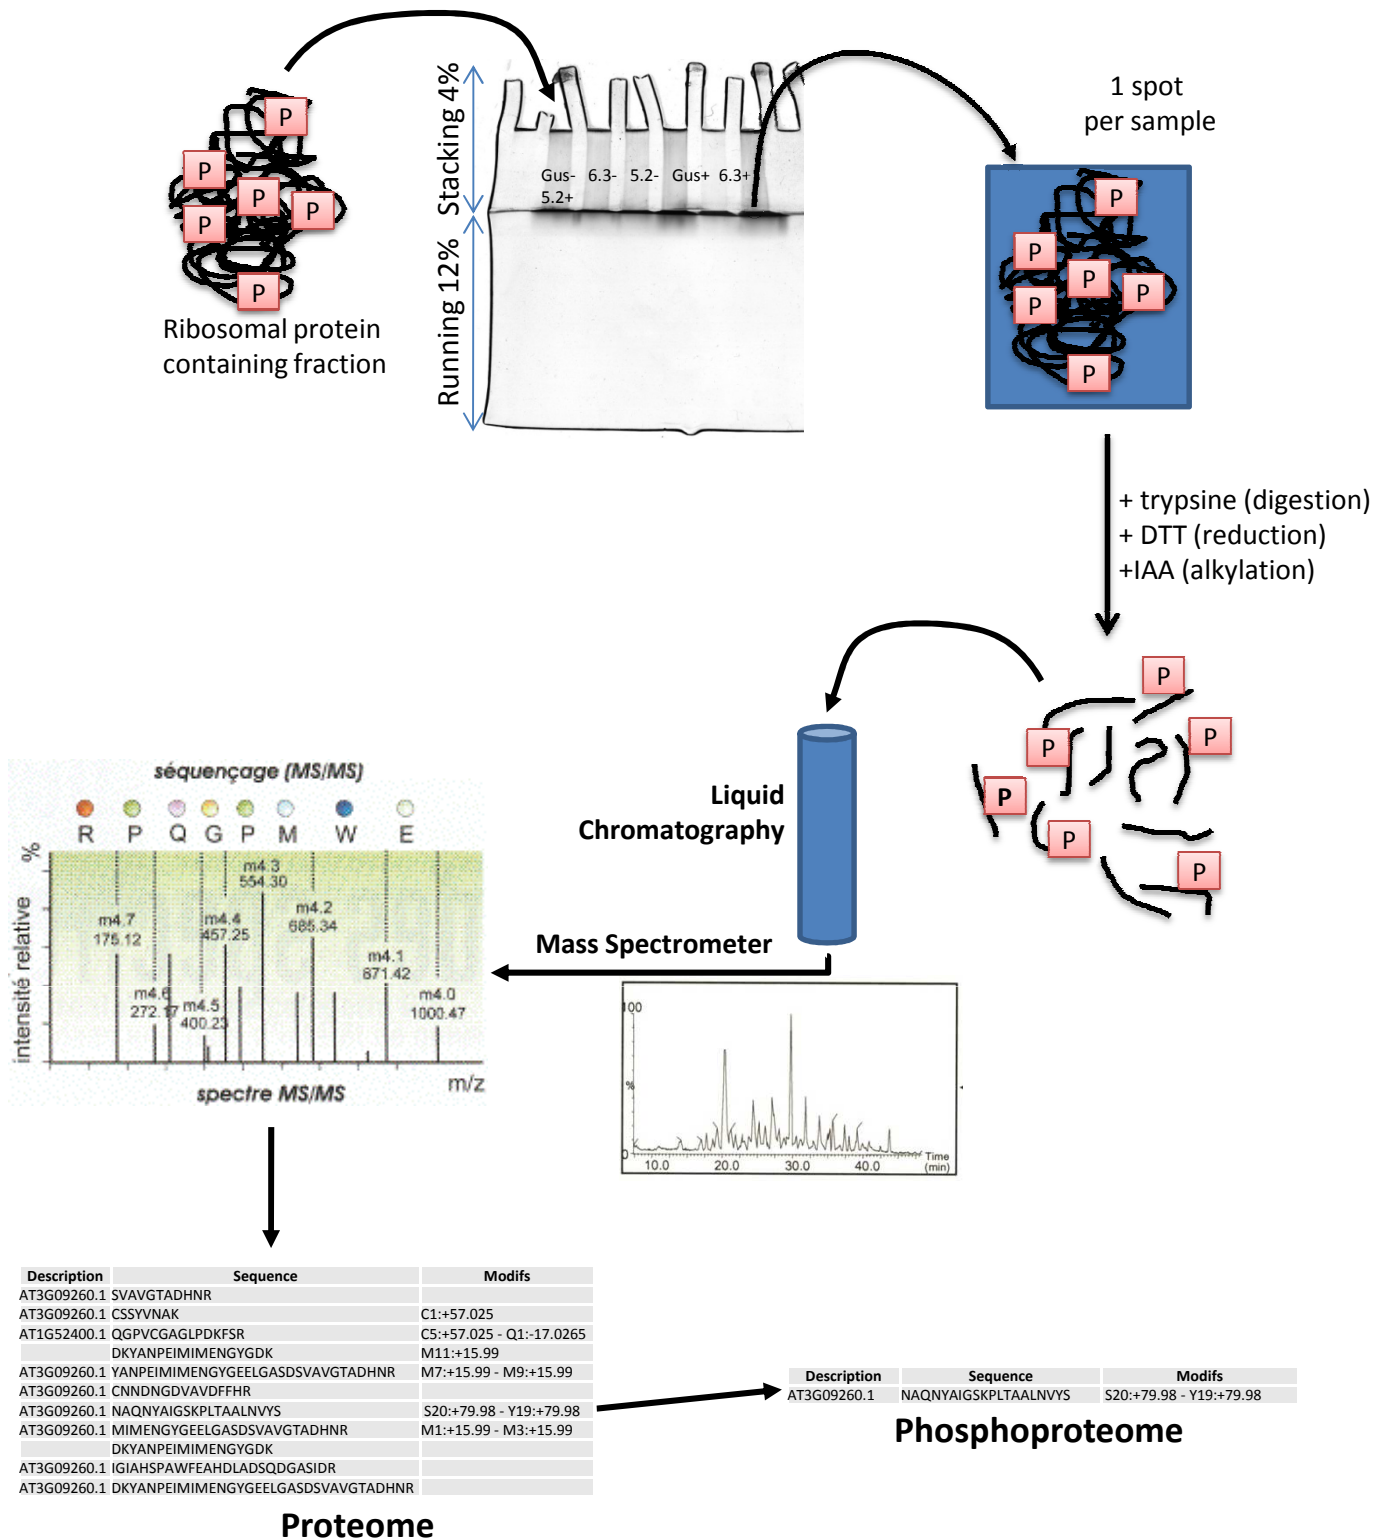 P
P
P
P
P
P
Ribosomal protein
containing fraction
Stacking 4%
Running 12%
Gus- 6.3- 5.2- Gus+ 6.3+
5.2+
1 spot
per sample
P
P
P
P
P
P
+ trypsine (digestion)
+ DTT (reduction)
+IAA (alkylation)
P
P
P
P
P
P
Liquid
Chromatography
Mass Spectrometer
séquençage (MS/MS)
R P Q G P M W E
%
intensité relative
m4.3
554.30
m4.7
175.12
m4.4
457.25
m4.2
685.34
m4.1
871.42
m4.6
272.17
m4.5
400.23
m4.0
1000.47
m/z
spectre MS/MS
100
%
0
10.0 20.0 30.0 40.0
Time
(min)
Description Sequence Modifs
AT3G09260.1 SVAVGTADHNR
AT3G09260.1 CSSYVNAK C1:+57.025
AT1G52400.1 QGPVCGAGLPDKFSR C5:+57.025 - Q1:-17.0265
DKYANPEIMIMENGYGDK M11:+15.99
AT3G09260.1 YANPEIMIMENGYGEELGASDSVAVGTADHNR M7:+15.99 - M9:+15.99
AT3G09260.1 CNNDNGDVAVDFFHR
AT3G09260.1 NAQNYAIGSKPLTAALNVYS S20:+79.98 - Y19:+79.98
AT3G09260.1 MIMENGYGEELGASDSVAVGTADHNR M1:+15.99 - M3:+15.99
DKYANPEIMIMENGYGDK
AT3G09260.1 IGIAHSPAWFEAHDLADSQDGASIDR
AT3G09260.1 DKYANPEIMIMENGYGEELGASDSVAVGTADHNR
Proteome
Description Sequence Modifs
AT3G09260.1 NAQNYAIGSKPLTAALNVYS S20:+79.98 - Y19:+79.98
Phosphoproteome